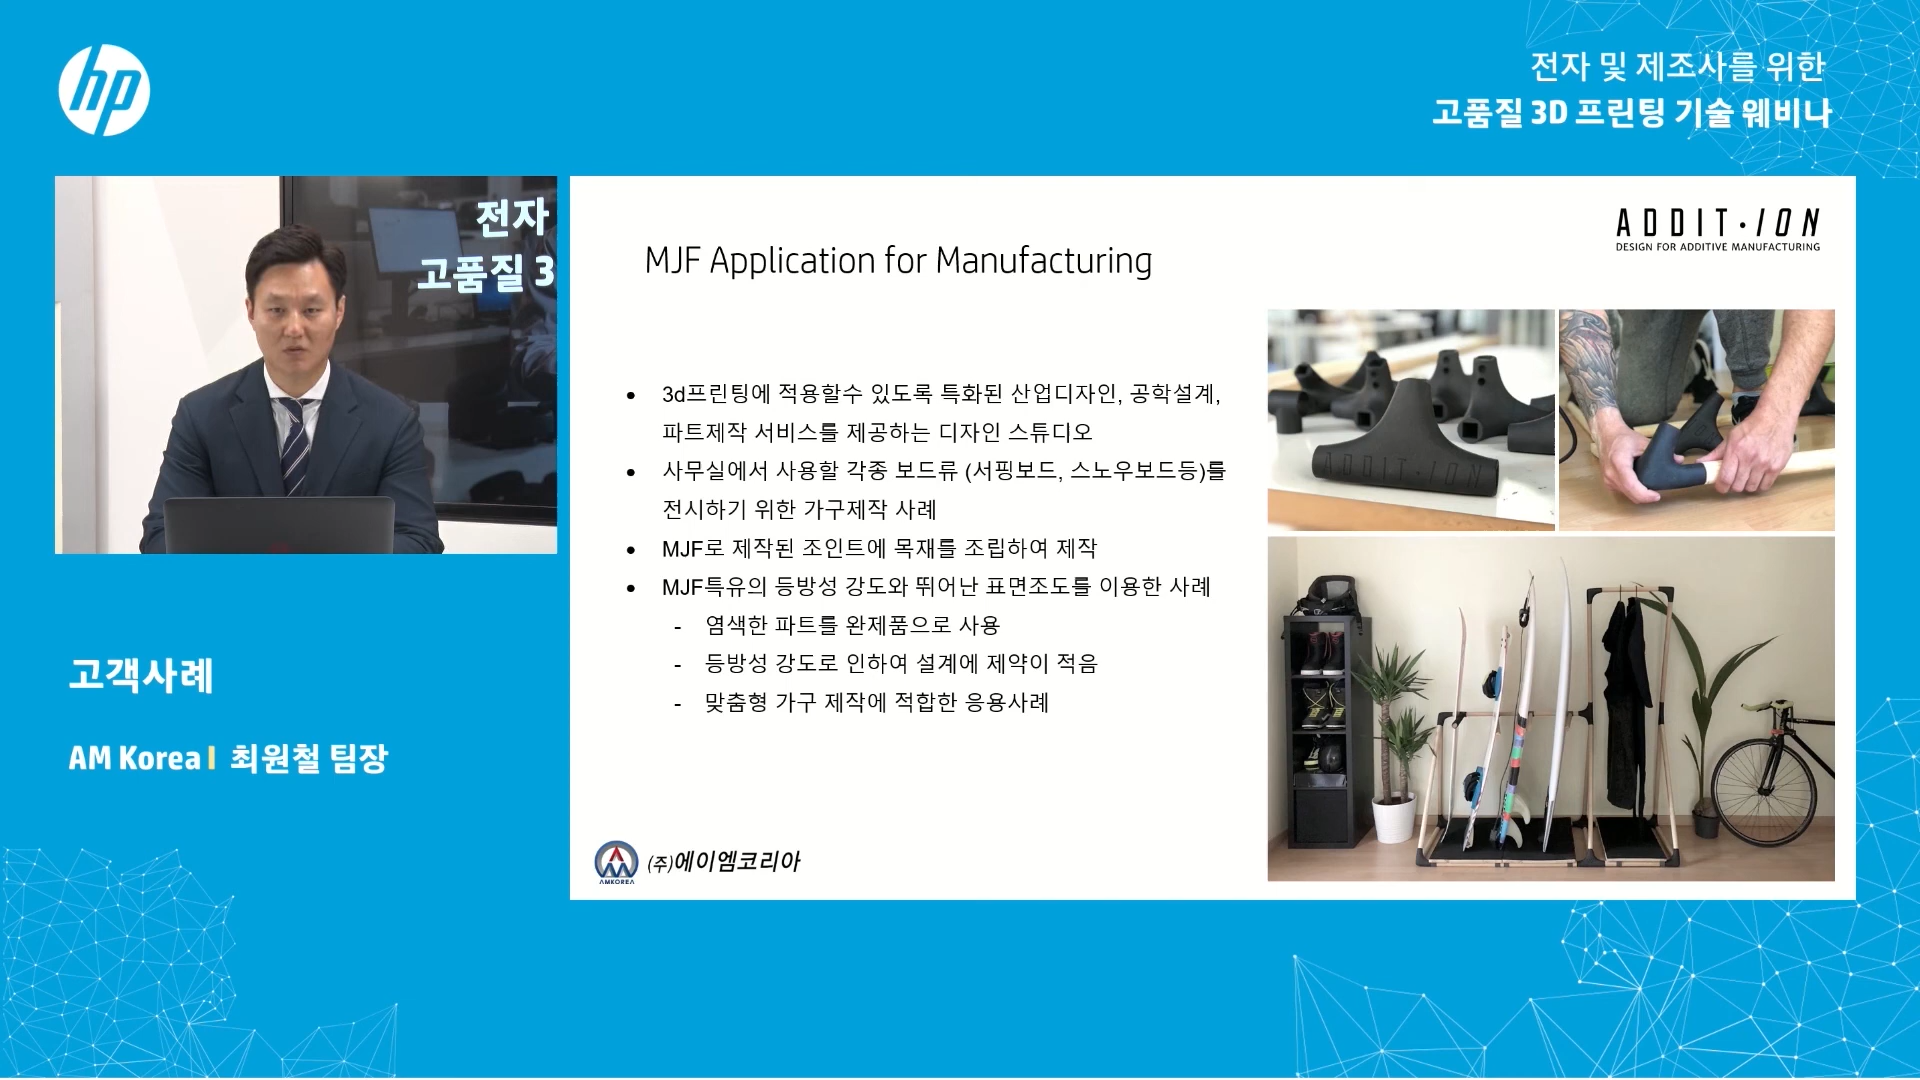 hp
전자 및 제조사를 위한
고품질 3D 프린팅 기술 웨비나
전자
고품질 3
ADDIT·ION
DESIGN FOR ADDITIVE MANUFACTURING
MJF Application for Manufacturing
• 3d프린팅에 적용할수 있도록 특화된 산업디자인, 공학설계,
파트제작 서비스를 제공하는 디자인 스튜디오
• 사무실에서 사용할 각종 보드류 (서핑보드, 스노우보드등)를
전시하기 위한 가구제작 사례
• MJF로 제작된 조인트에 목재를 조립하여 제작
• MJF특유의 등방성 강도와 뛰어난 표면조도를 이용한 사례
- 염색한 파트를 완제품으로 사용
- 등방성 강도로 인하여 설계에 제약이 적음
- 맞춤형 가구 제작에 적합한 응용사례
ADDIT·ION
고객사례
AM Korea I 최원철 팀장
AMKOREA
(주)에이엠코리아